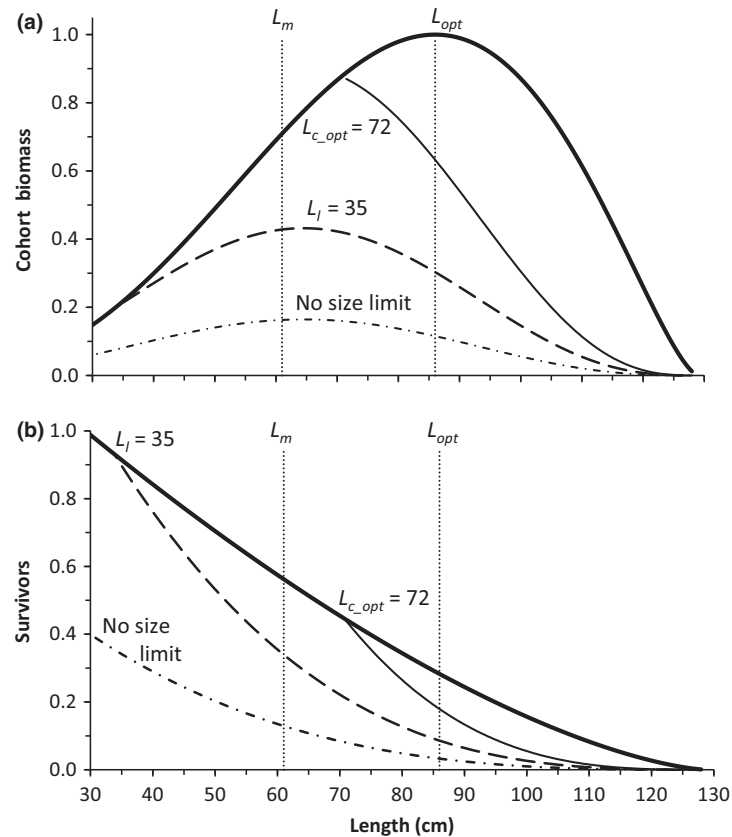 (a)
L_m
L_opt
1.0
0.8
0.6
0.4
0.2
0.0
Cohort biomass
L_c_opt = 72
L_l = 35
No size limit
(b)
L_m
L_opt
1.0
0.8
0.6
0.4
0.2
0.0
Survivors
L_l = 35
L_c_opt = 72
No size
limit
30 40 50 60 70 80 90 100 110 120 130
Length (cm)